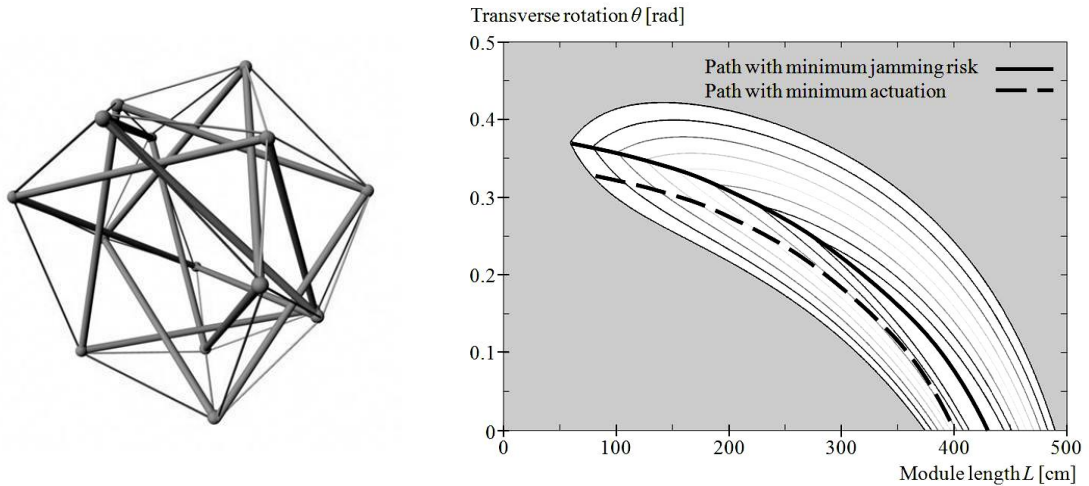 Transverse rotation θ [rad]
0.5
Path with minimum jamming risk
Path with minimum actuation
0.4
0.3
0.2
0.1
0
0 100 200 300 400 500
Module length L [cm]